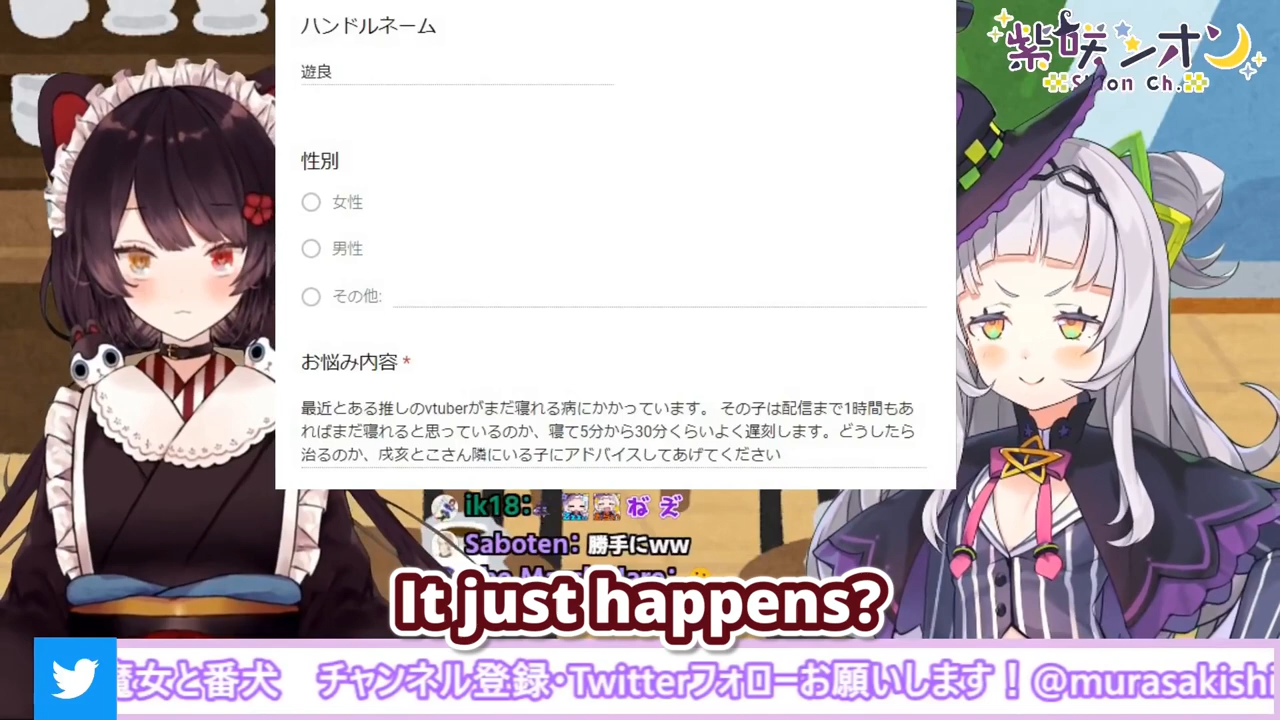 ハンドルネーム
遊良
性別
女性
男性
その他:
お悩み内容 *
最近とある推しのvtuberがまだ寝れる病にかかっています。 その子は配信まで1時間もあ
ればまだ寝れると思っているのか、寝て5分から30分くらいよく遅刻します。どうしたら
治るのか、戌亥とこさん隣にいる子にアドバイスしてあげてください
紫咲シオン
Shion Ch.
ik18: ね え
Saboten: 勝手にww
It just happens?
魔女と番犬 チャンネル登録・Twitterフォローお願いします！@murasakishi